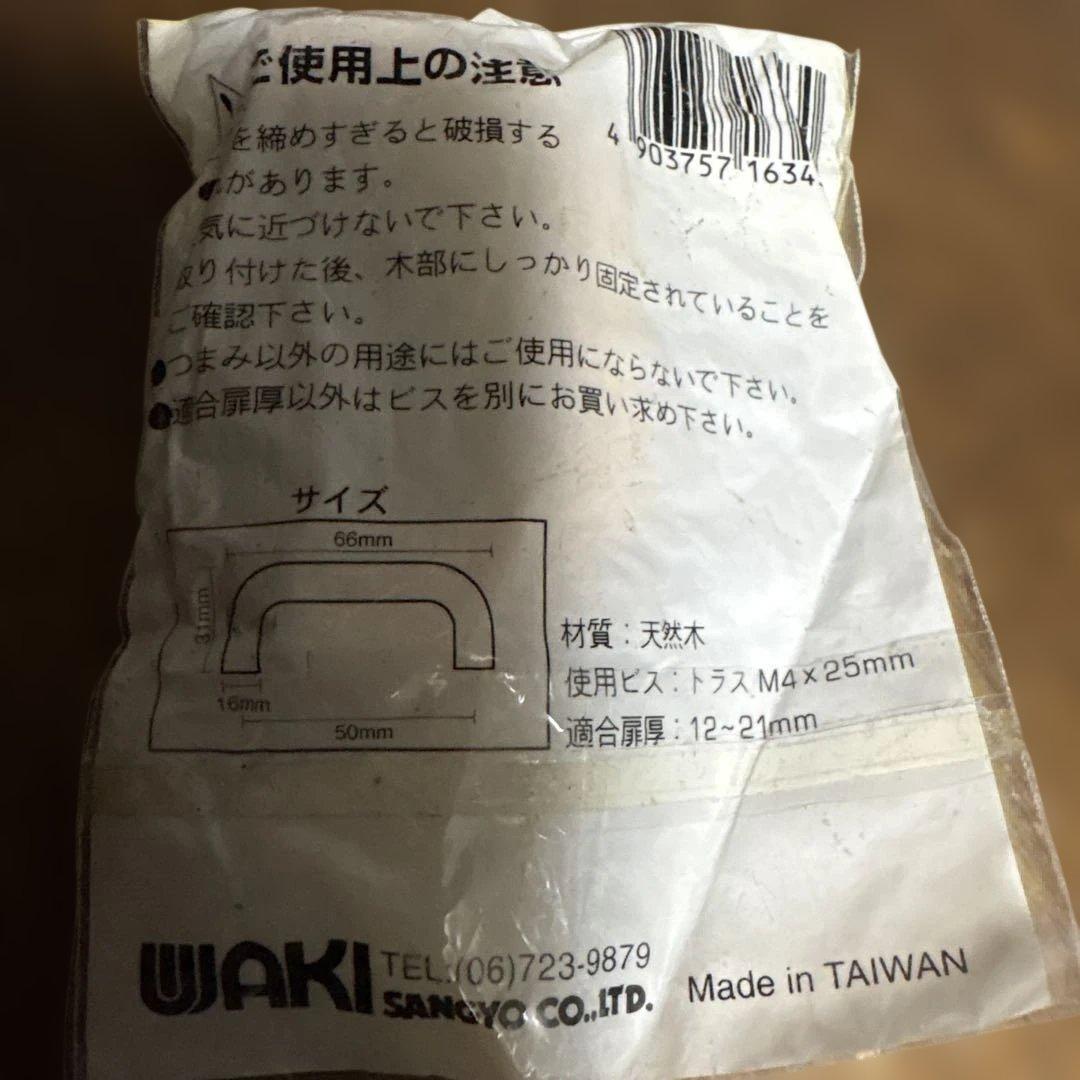 ご使用上の注意
を締めすぎると破損する
があります。
気に近づけないで下さい。
取り付けた後、木部にしっかり固定されていることを
ご確認下さい。
●つまみ以外の用途にはご使用にならないで下さい。
●適合扉厚以外はビスを別にお買い求め下さい。
4 903757 1634
サイズ
66mm
31mm
16mm
50mm
材質：天然木
使用ビス：トラス M4×25mm
適合扉厚：12~21mm
WAKI
TEL.(06)723-9879
SANGYO CO.,LTD.
Made in TAIWAN